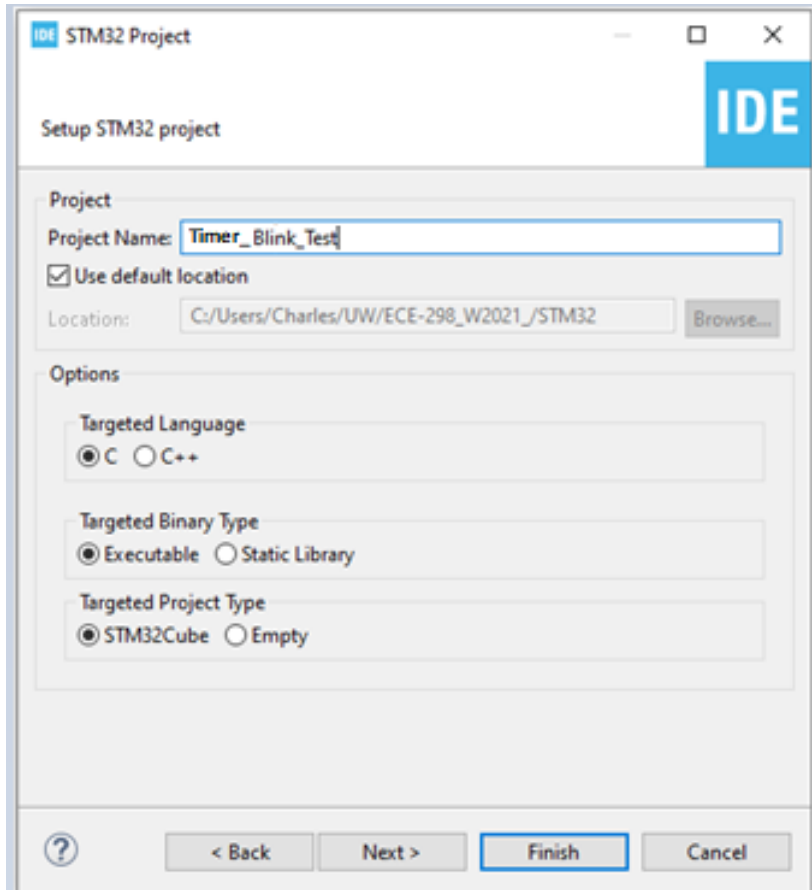 IDE STM32 Project
IDE
Setup STM32 project
Project
Project Name: Timer_ Blink_Test
Use default location
Location: C:/Users/Charles/UW/ECE-298_W2021_/STM32 Browse...
Options
Targeted Language
C C++
Targeted Binary Type
Executable Static Library
Targeted Project Type
STM32Cube Empty
? < Back Next > Finish Cancel